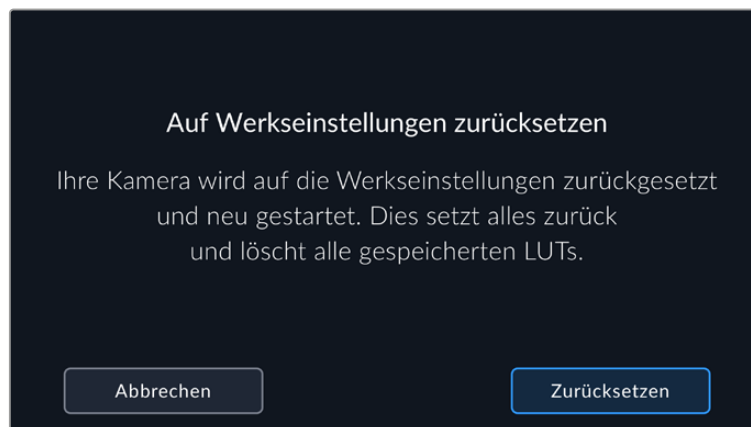 Auf Werkseinstellungen zurücksetzen
Ihre Kamera wird auf die Werkseinstellungen zurückgesetzt
und neu gestartet. Dies setzt alles zurück
und löscht alle gespeicherten LUTs.
Abbrechen
Zurücksetzen